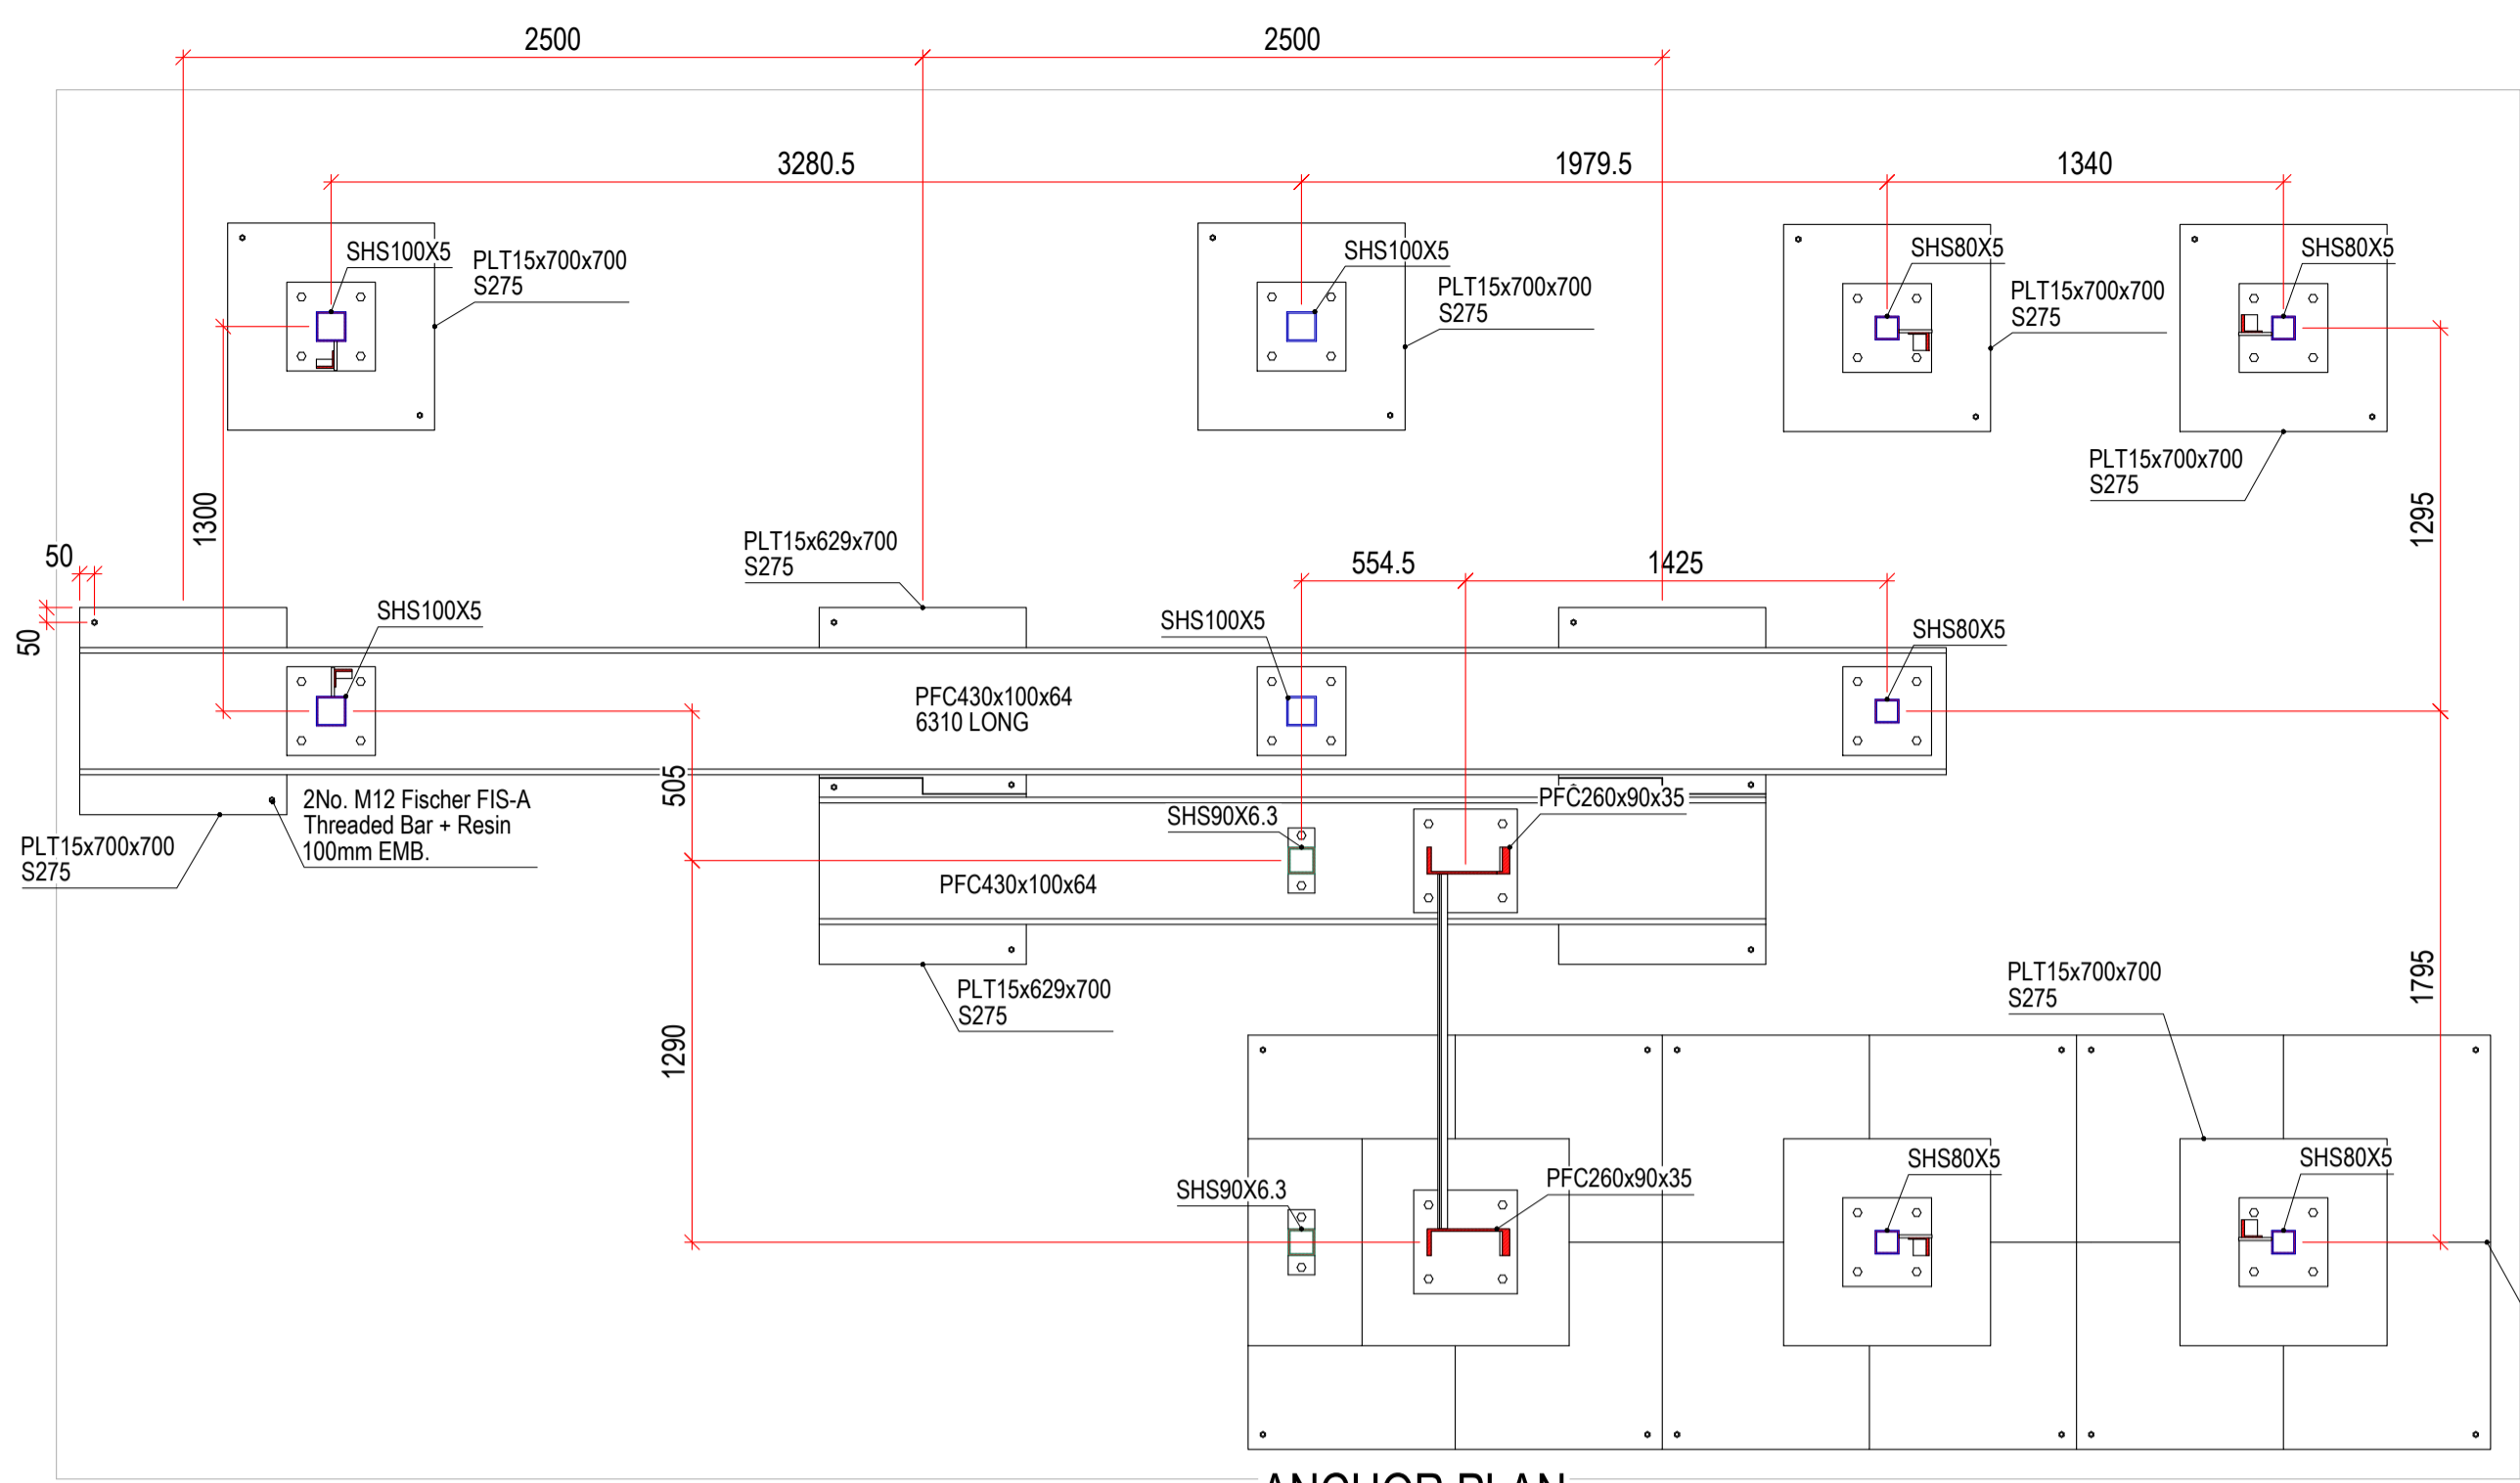 2500
2500
3280.5
1979.5
1340
SHS100X5
PLT15x700x700
S275
SHS100X5
PLT15x700x700
S275
SHS80X5
PLT15x700x700
S275
SHS80X5
PLT15x700x700
S275
1300
1295
50
50
PLT15x629x700
S275
554.5
1425
SHS100X5
SHS100X5
SHS80X5
PFC430x100x64
6310 LONG
505
2No. M12 Fischer FIS-A
Threaded Bar + Resin
100mm EMB.
PLT15x700x700
S275
SHS90X6.3
PFC260x90x35
PFC430x100x64
PLT15x629x700
S275
1290
1795
PLT15x700x700
S275
SHS90X6.3
PFC260x90x35
SHS80X5
SHS80X5
ANCHOR PLAN